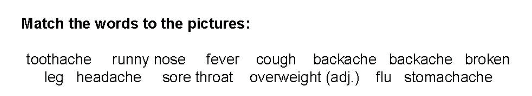 Match the words to the pictures:
toothache runny nose fever cough backache backache broken
leg headache sore throat overweight (adj.) flu stomachache